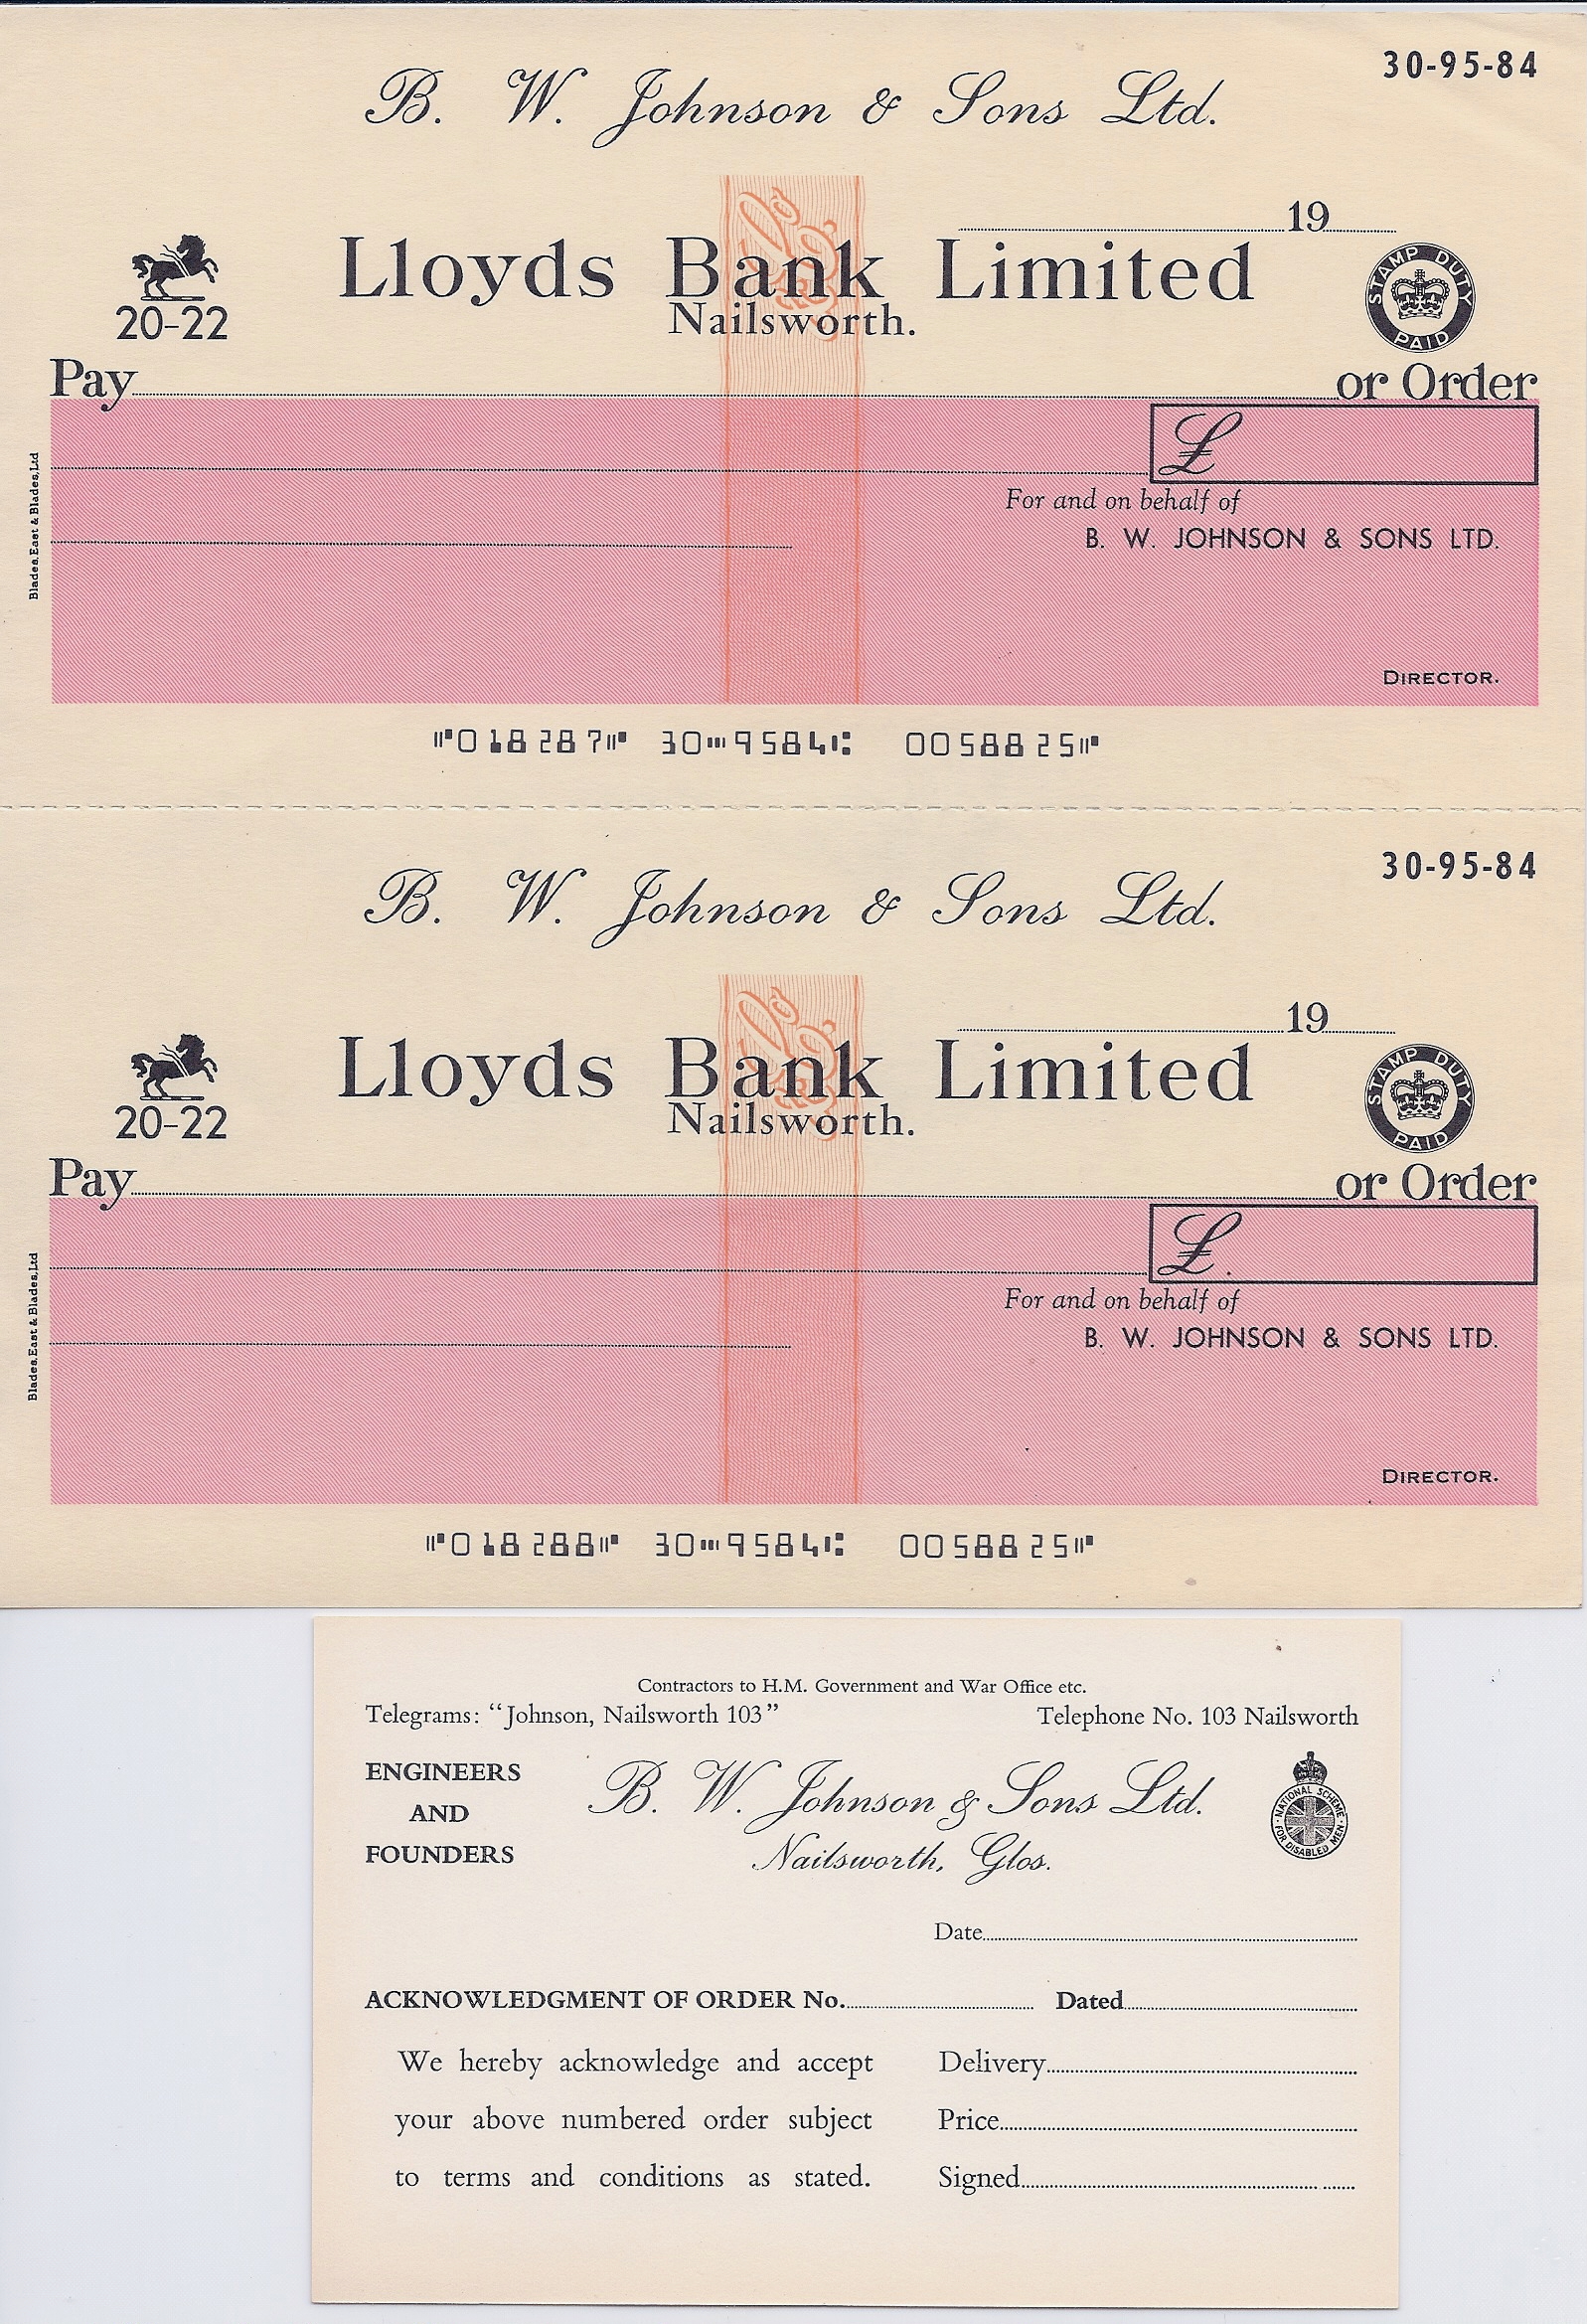 30-95-84
B. W. Johnson & Sons Ltd.
19
Lloyds Bank Limited
Nailsworth.
20-22
STAMP DUTY PAID
Pay or Order
£
For and on behalf of
B. W. JOHNSON & SONS LTD.
Blades, East & Blades, Ltd
DIRECTOR.
⑈018287⑈ 30⑉9584⑆ 0058825⑈
30-95-84
B. W. Johnson & Sons Ltd.
19
Lloyds Bank Limited
Nailsworth.
20-22
STAMP DUTY PAID
Pay or Order
£
For and on behalf of
B. W. JOHNSON & SONS LTD.
Blades, East & Blades, Ltd
DIRECTOR.
⑈018288⑈ 30⑉9584⑆ 0058825⑈
Contractors to H.M. Government and War Office etc.
Telegrams: "Johnson, Nailsworth 103" Telephone No. 103 Nailsworth
ENGINEERS
AND
FOUNDERS
B. W. Johnson & Sons Ltd.
Nailsworth, Glos.
NATIONAL SCHEME FOR DISABLED MEN
Date
ACKNOWLEDGMENT OF ORDER No. Dated
We hereby acknowledge and accept
your above numbered order subject
to terms and conditions as stated.
Delivery
Price
Signed